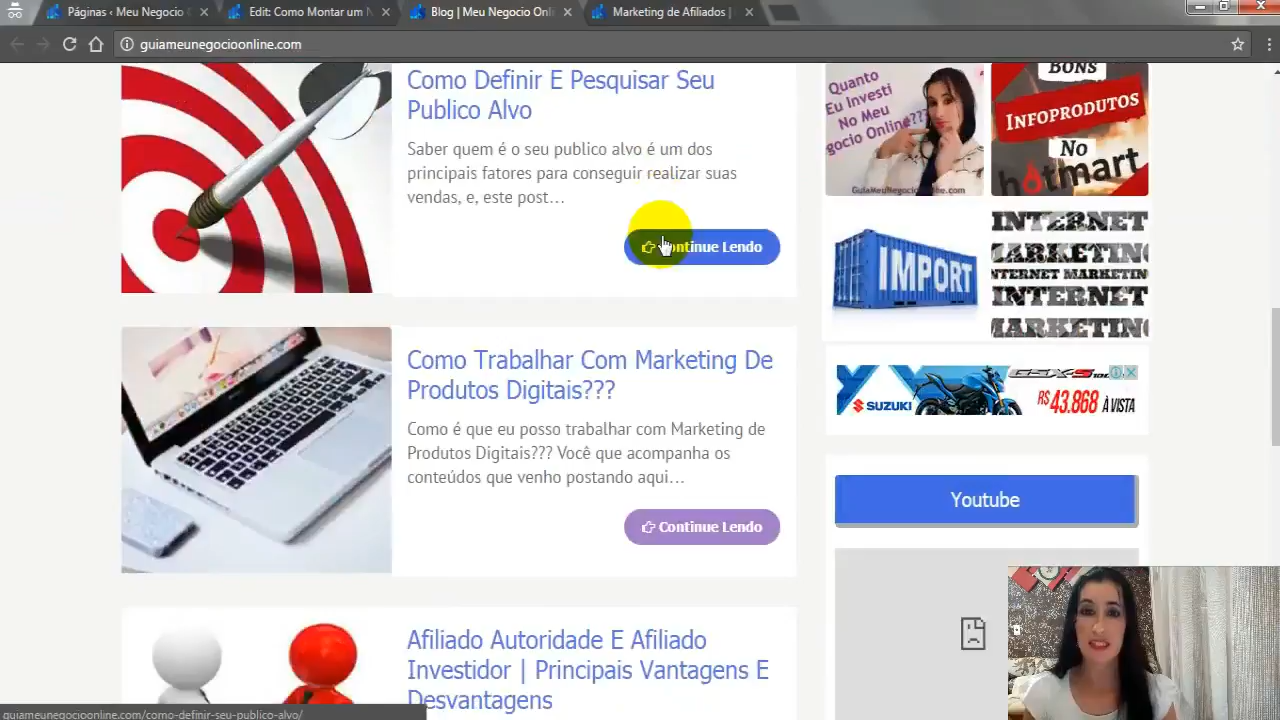 Páginas ‹ Meu Negocio
Edit: Como Montar um N
Blog | Meu Negocio Onli
Marketing de Afiliados |
guiameunegocioonline.com
Como Definir E Pesquisar Seu
Publico Alvo
Saber quem é o seu publico alvo é um dos
principais fatores para conseguir realizar suas
vendas, e, este post...
Continue Lendo
Como Trabalhar Com Marketing De
Produtos Digitais???
Como é que eu posso trabalhar com Marketing de
Produtos Digitais??? Você que acompanha os
conteúdos que venho postando aqui...
Continue Lendo
Afiliado Autoridade E Afiliado
Investidor | Principais Vantagens E
Desvantagens
Quanto
Eu Investi
No Meu
gocio Online???
GuiaMeuNegocioOnline.com
BONS
INFOPRODUTOS
No
hotmart
IMPORT
INTERNET
MARKETING
INTERNET MARKETING
INTERNET
MARKETING
SUZUKI
GSX-S
R$ 43.868 À VISTA
Youtube
guiameunegocioonline.com/como-definir-seu-publico-alvo/